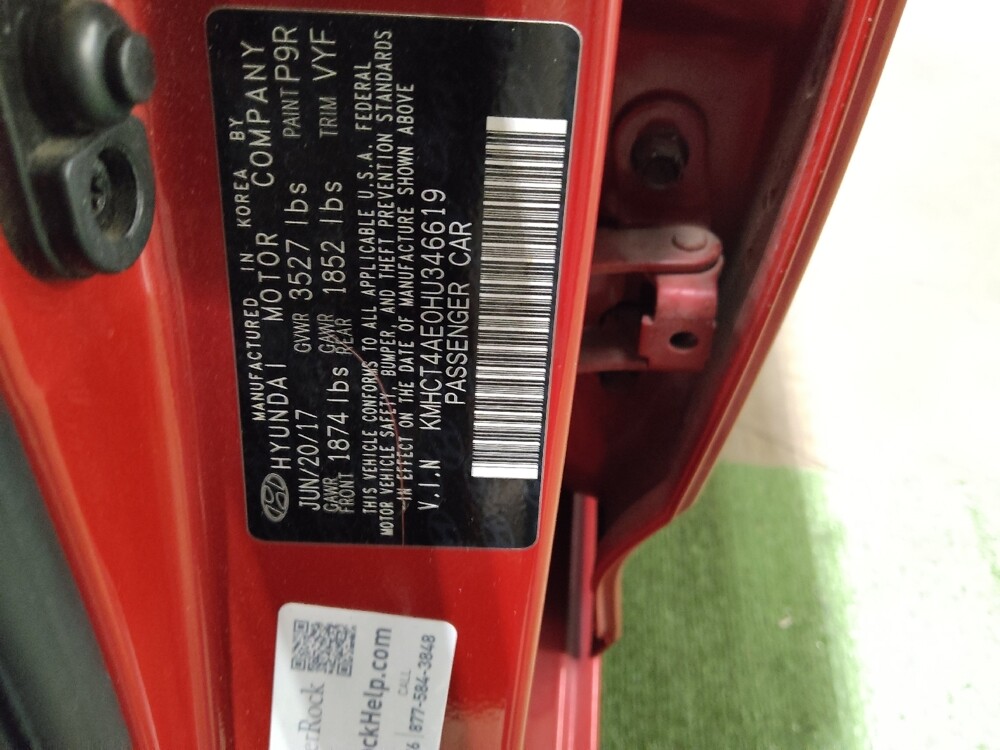 MANUFACTURED IN KOREA BY
HYUNDAI MOTOR COMPANY
JUN/20/17 GVWR 3527 lbs PAINT P9R
GAWR FRONT 1874 lbs GAWR REAR 1852 lbs TRIM VYF
THIS VEHICLE CONFORMS TO ALL APPLICABLE U.S.A. FEDERAL
MOTOR VEHICLE SAFETY, BUMPER, AND THEFT PREVENTION STANDARDS
IN EFFECT ON THE DATE OF MANUFACTURE SHOWN ABOVE
V.I.N KMHCT4AE0HU346619
PASSENGER CAR
erRock
ckHelp.com
CALL
6 | 877-584-3848